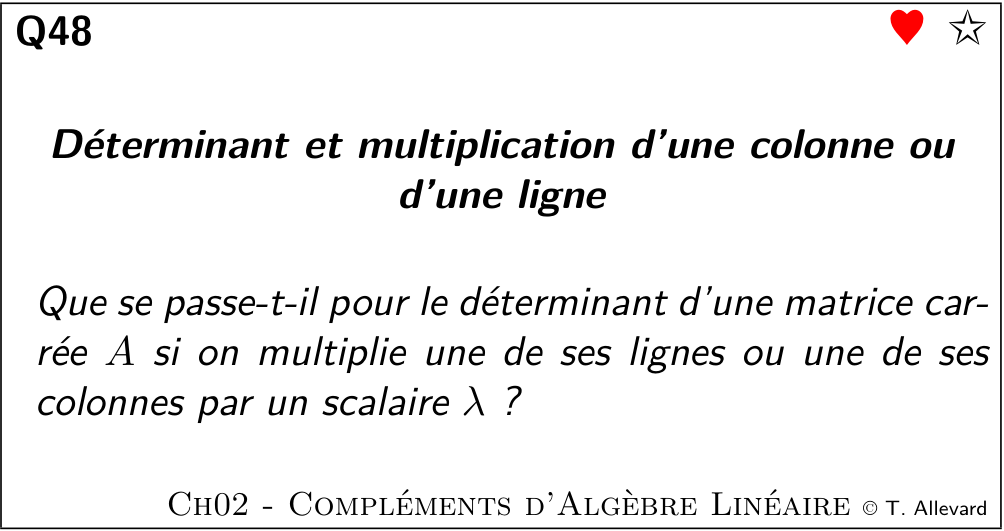 Q48
Déterminant et multiplication d'une colonne ou
d'une ligne
Que se passe-t-il pour le déterminant d'une matrice car-
rée A si on multiplie une de ses lignes ou une de ses
colonnes par un scalaire λ ?
Ch02 - Compléments d'Algèbre Linéaire © T. Allevard